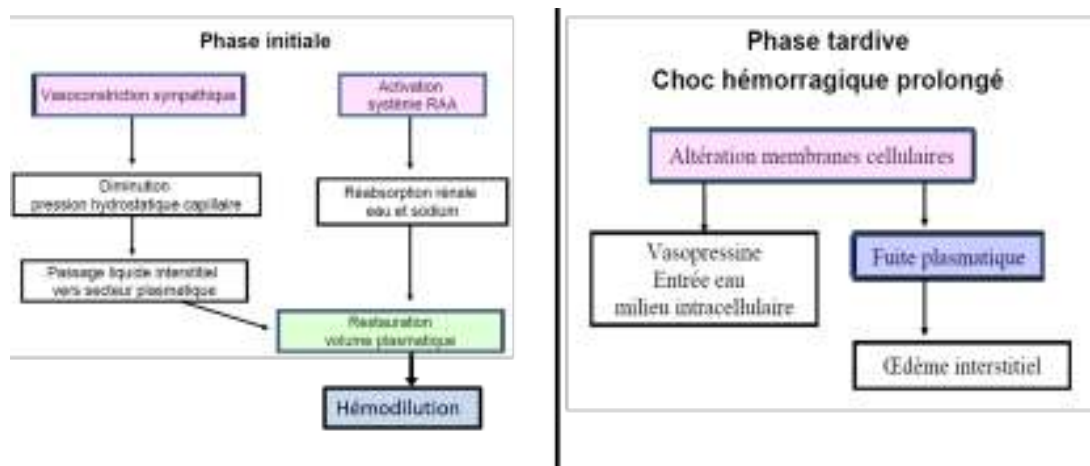 Phase initiale
Vasoconstriction sympathique
Activation
système RAA
Diminution
pression hydrostatique capillaire
Réabsorption rénale
eau et sodium
Passage liquide interstitiel
vers secteur plasmatique
Restauration
volume plasmatique
Hémodilution
Phase tardive
Choc hémorragique prolongé
Altération membranes cellulaires
Vasopressine
Entrée eau
milieu intracellulaire
Fuite plasmatique
Œdème interstitiel